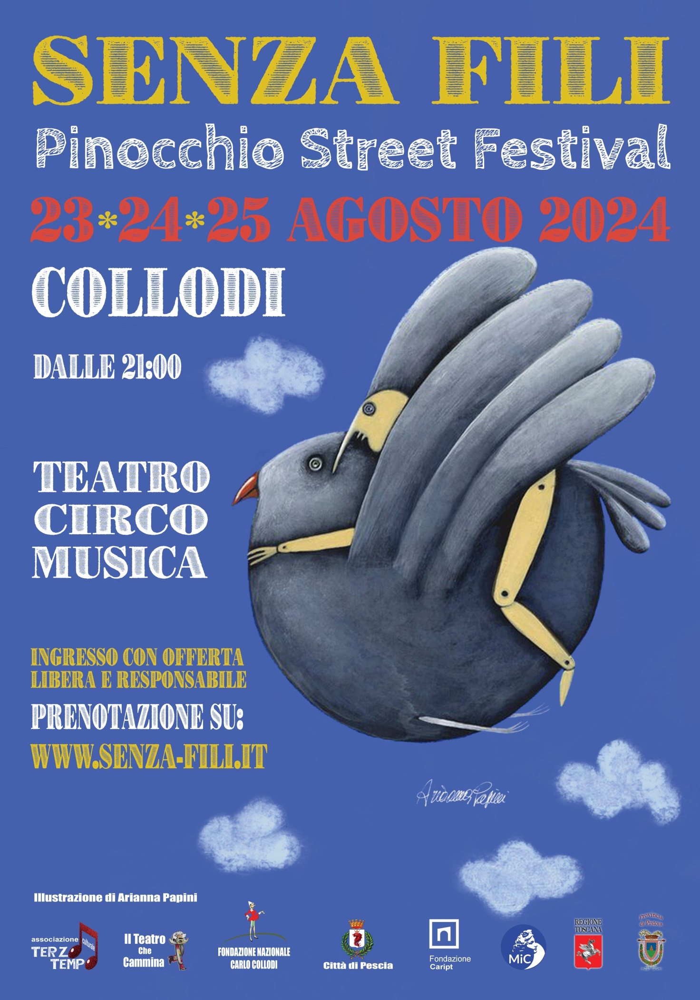 SENZA FILI
Pinocchio Street Festival
23*24*25 AGOSTO 2024
COLLODI
DALLE 21:00
TEATRO
CIRCO
MUSICA
INGRESSO CON OFFERTA
LIBERA E RESPONSABILE
PRENOTAZIONE SU:
WWW.SENZA-FILI.IT
Arianna Papini
Illustrazione di Arianna Papini
associazione culturale
TERZO
TEMPO
Il Teatro
Che
Cammina
FONDAZIONE NAZIONALE
CARLO COLLODI
Città di Pescia
Fondazione
Caript
MiC
REGIONE
TOSCANA
Provincia
di Pistoia